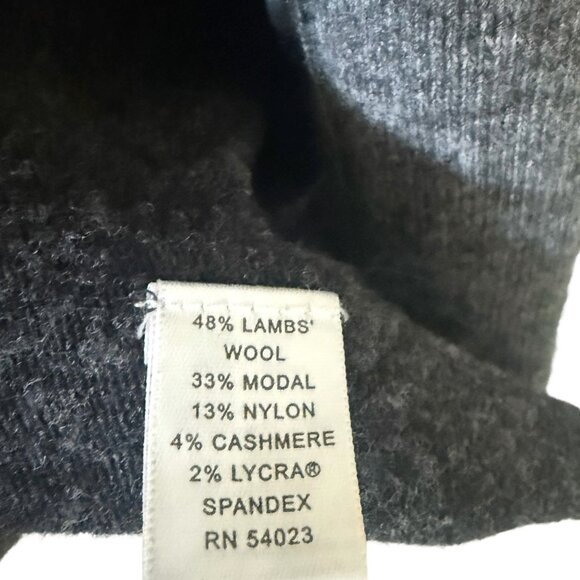 48% LAMBS'
WOOL
33% MODAL
13% NYLON
4% CASHMERE
2% LYCRA®
SPANDEX
RN 54023